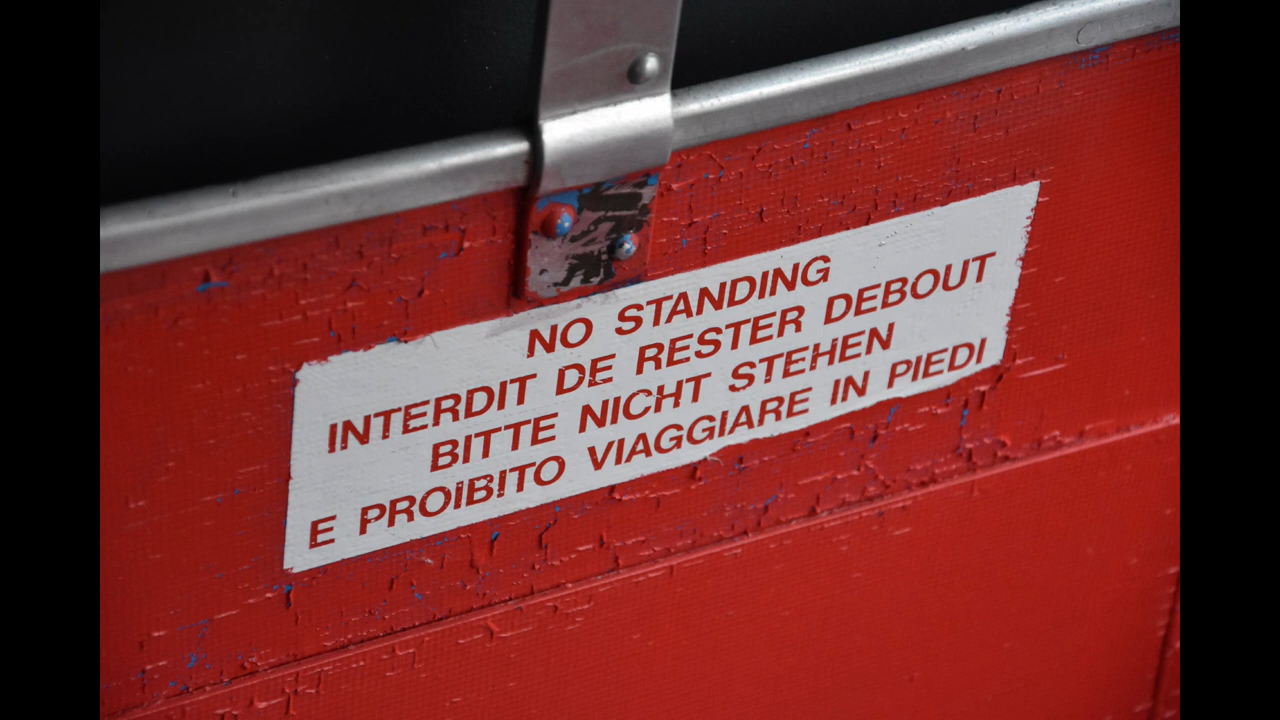 NO STANDING
INTERDIT DE RESTER DEBOUT
BITTE NICHT STEHEN
E PROIBITO VIAGGIARE IN PIEDI